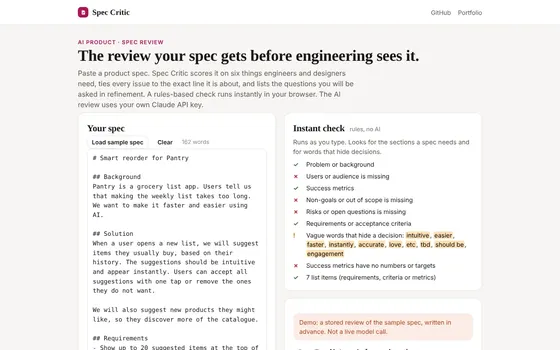 Spec Critic
GitHub
Portfolio
AI PRODUCT · SPEC REVIEW
The review your spec gets before engineering sees it.
Paste a product spec. Spec Critic scores it on six things engineers and designers
need, ties every issue to the exact line it is about, and lists the questions you will be
asked in refinement. A rules-based check runs instantly in your browser. The AI
review uses your own Claude API key.
Your spec
Load sample spec
Clear
182 words
# Smart reorder for Pantry
## Background
Pantry is a grocery list app. Users tell us
that making the weekly list takes too long.
We want to make it faster and easier using
AI.
## Solution
When a user opens a new list, we will suggest
items they usually buy, based on their
history. The suggestions should be intuitive
and appear instantly. Users can accept all
suggestions with one tap or remove the ones
they do not want.
We will also suggest new products they might
like, so they discover more of the catalogue.
## Requirements
- Show up to 20 suggested items at the top of
Instant check rules, no AI
Runs as you type. Looks for the sections a spec needs and
for words that hide decisions.
✓ Problem or background
× Users or audience is missing
✓ Success metrics
× Non-goals or out of scope is missing
× Risks or open questions is missing
✓ Requirements or acceptance criteria
! Vague words that hide a decision: intuitive, easier,
faster, instantly, accurate, love, etc, tbd, should be,
engagement
× Success metrics have no numbers or targets
✓ 7 list items (requirements, criteria or metrics)
Demo: a stored review of the sample spec, written in
advance. Not a live model call.